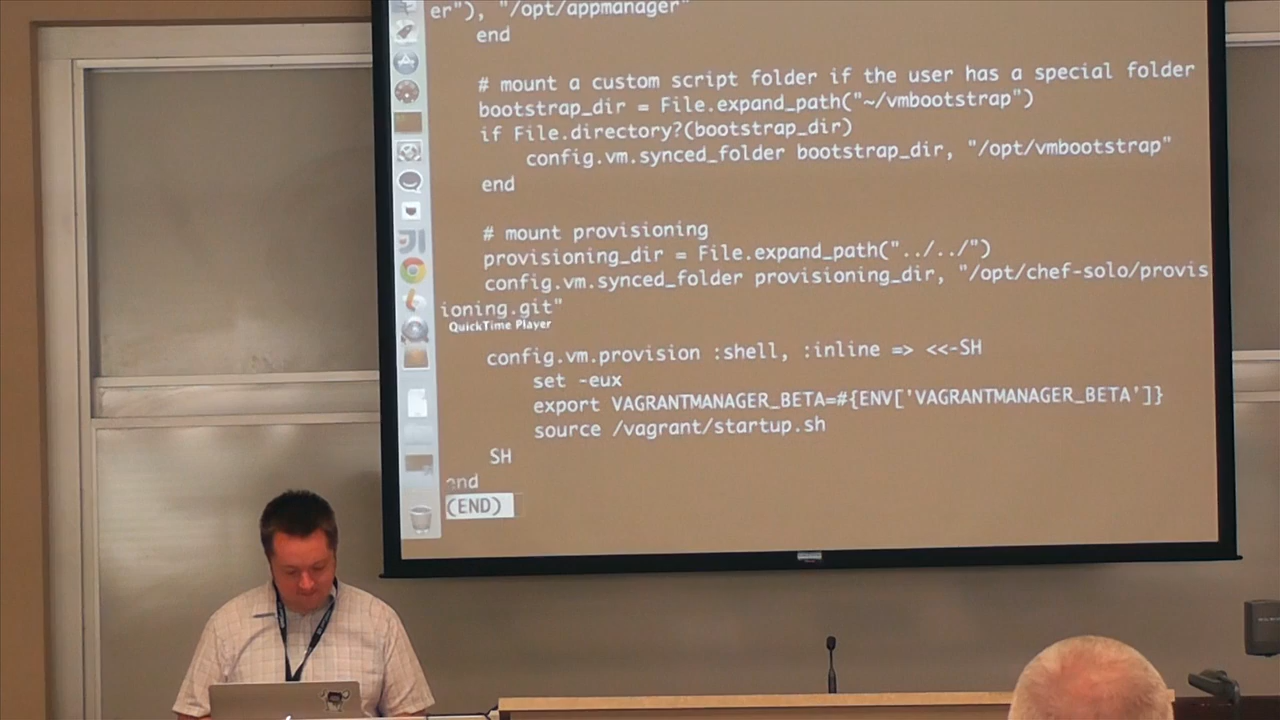 er"), "/opt/appmanager"
end
# mount a custom script folder if the user has a special folder
bootstrap_dir = File.expand_path("~/vmbootstrap")
if File.directory?(bootstrap_dir)
config.vm.synced_folder bootstrap_dir, "/opt/vmbootstrap"
end
# mount provisioning
provisioning_dir = File.expand_path("../../")
config.vm.synced_folder provisioning_dir, "/opt/chef-solo/provis
ioning.git"
QuickTime Player
config.vm.provision :shell, :inline => <<-SH
set -eux
export VAGRANTMANAGER_BETA=#{ENV['VAGRANTMANAGER_BETA']}
source /vagrant/startup.sh
SH
end
(END)